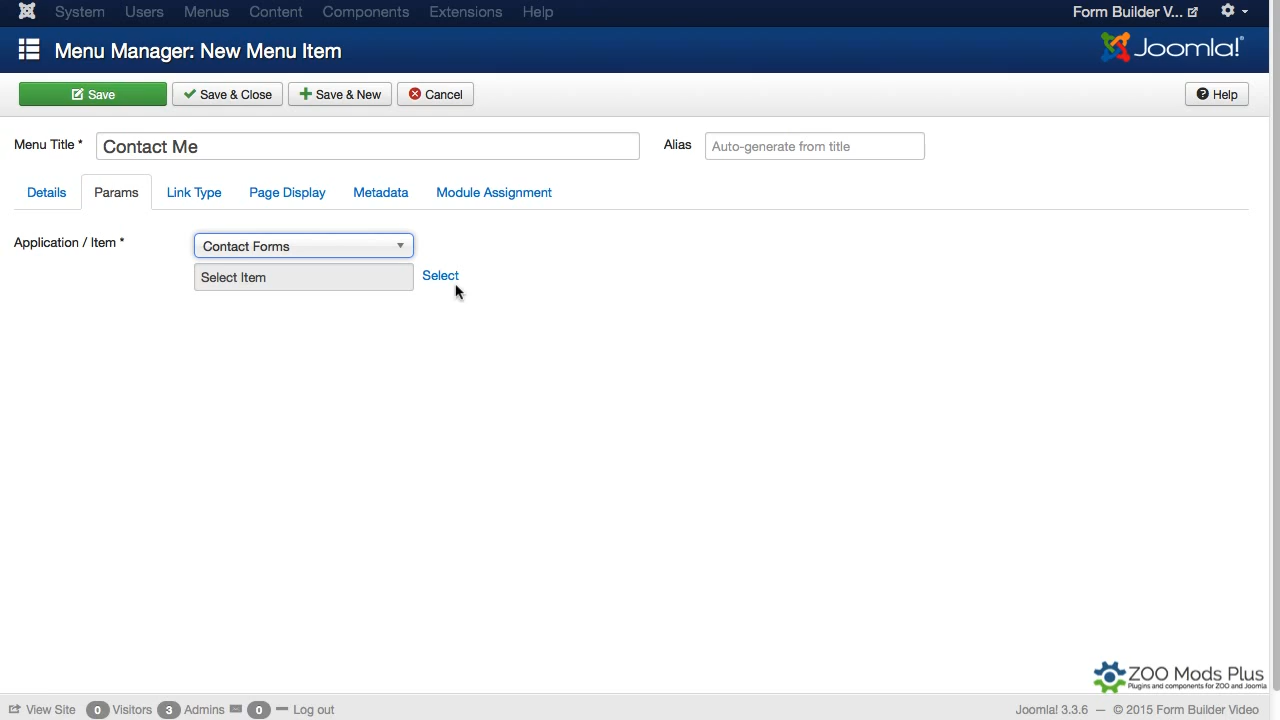 System Users Menus Content Components Extensions Help Form Builder V...
Menu Manager: New Menu Item Joomla!®
Save Save & Close Save & New Cancel Help
Menu Title * Contact Me Alias Auto-generate from title
Details Params Link Type Page Display Metadata Module Assignment
Application / Item * Contact Forms
Select Item Select
ZOO Mods Plus
Plugins and components for ZOO and Joomla
View Site 0 Visitors 3 Admins 0 Log out Joomla! 3.3.6 — © 2015 Form Builder Video